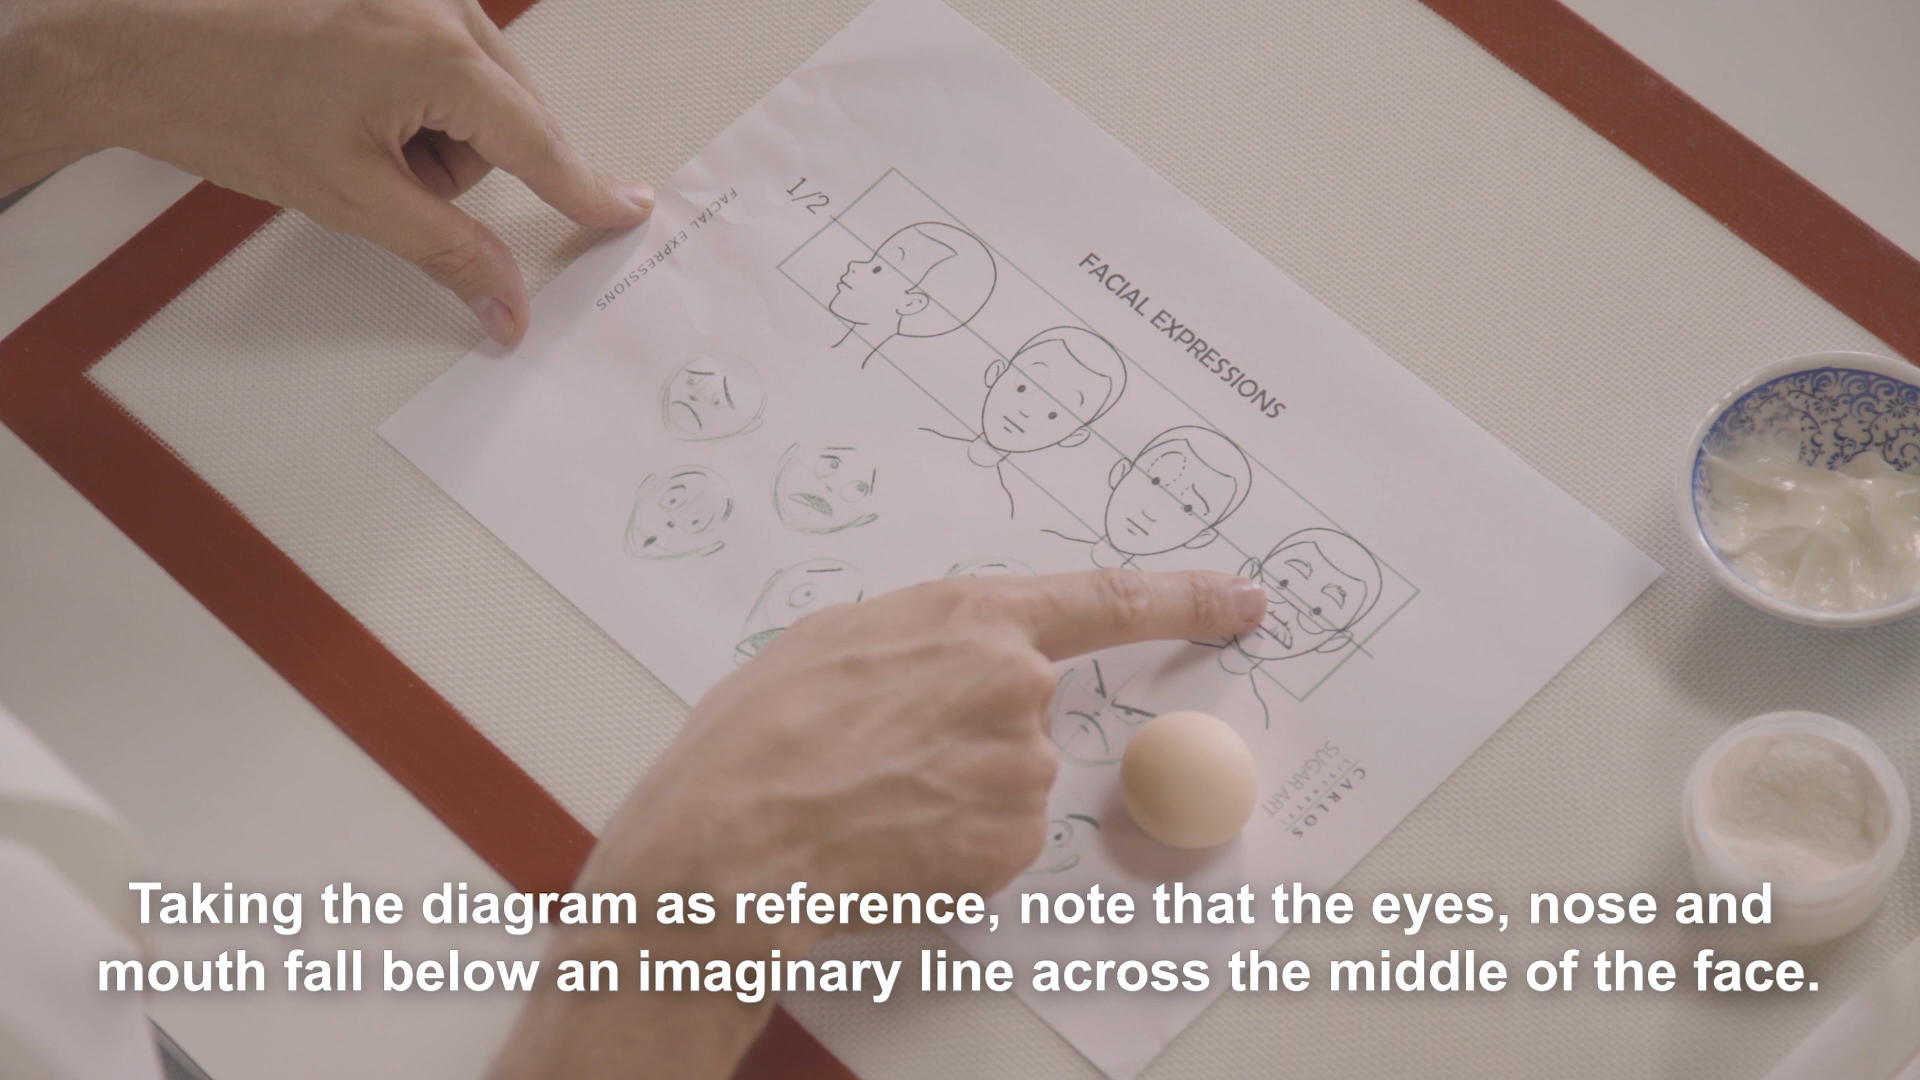 FACIAL EXPRESSIONS
1/2
FACIAL EXPRESSIONS
CARLOS
SUGAR ART
Taking the diagram as reference, note that the eyes, nose and
mouth fall below an imaginary line across the middle of the face.